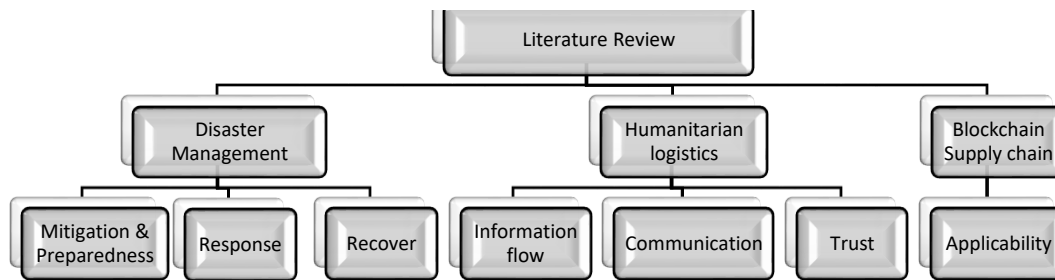 Literature Review
Disaster
Management
Humanitarian
logistics
Blockchain
Supply chain
Mitigation &
Preparedness
Response
Recover
Information
flow
Communication
Trust
Applicability